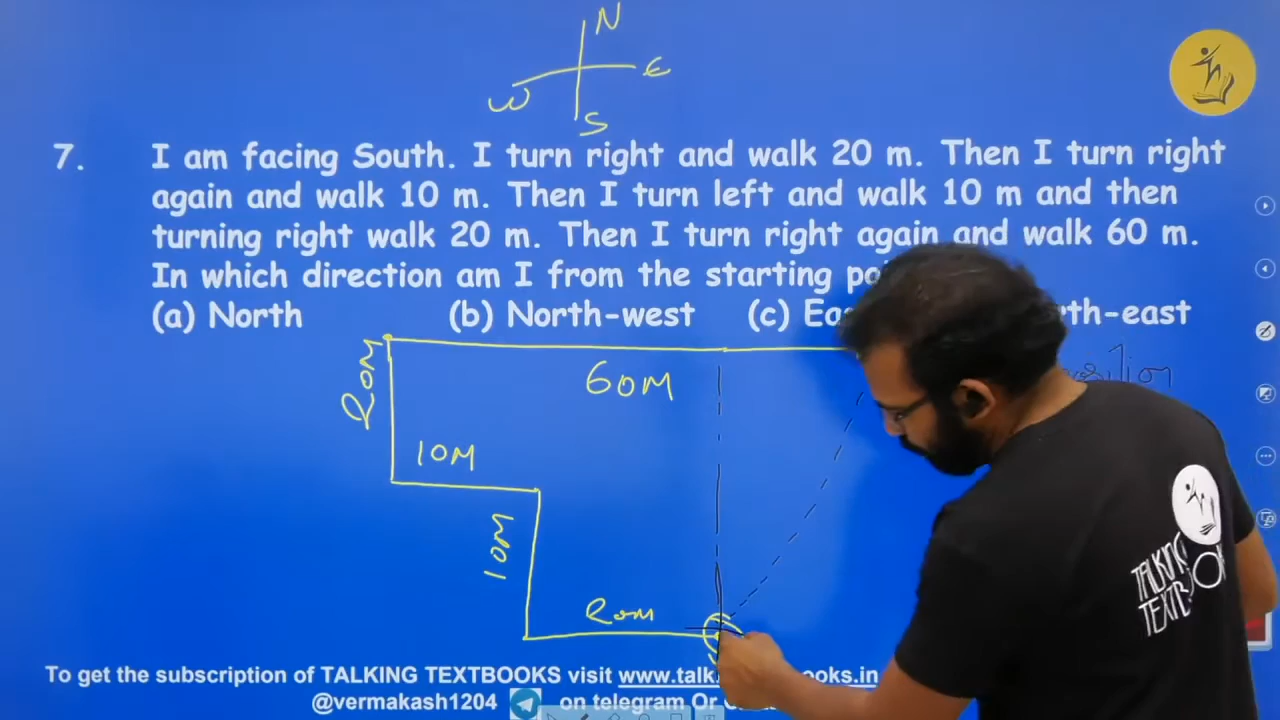 N
W E
S
7. I am facing South. I turn right and walk 20 m. Then I turn right
again and walk 10 m. Then I turn left and walk 10 m and then
turning right walk 20 m. Then I turn right again and walk 60 m.
In which direction am I from the starting
(a) North (b) North-west (c)
20M
60M
10M
10M
20M
To get the subscription of TALKING TEXTBOOKS visit
@vermakash1204 on telegram Or
TALKING